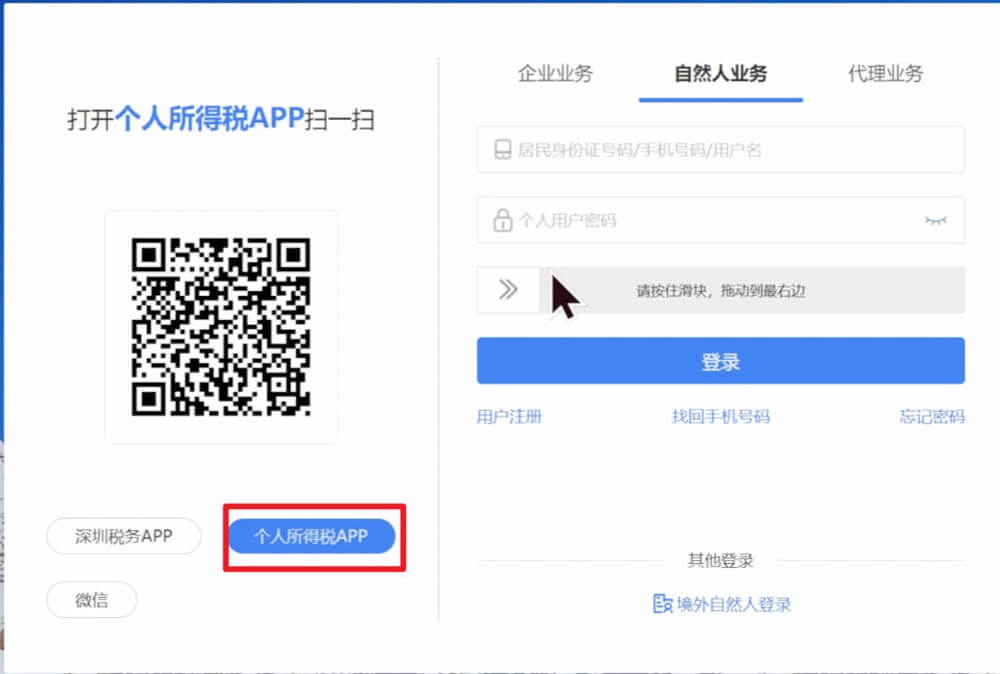 打开个人所得税APP扫一扫
深圳税务APP
个人所得税APP
微信
企业业务
自然人业务
代理业务
居民身份证号码/手机号码/用户名
个人用户密码
请按住滑块，拖动到最右边
登录
用户注册
找回手机号码
忘记密码
其他登录
境外自然人登录